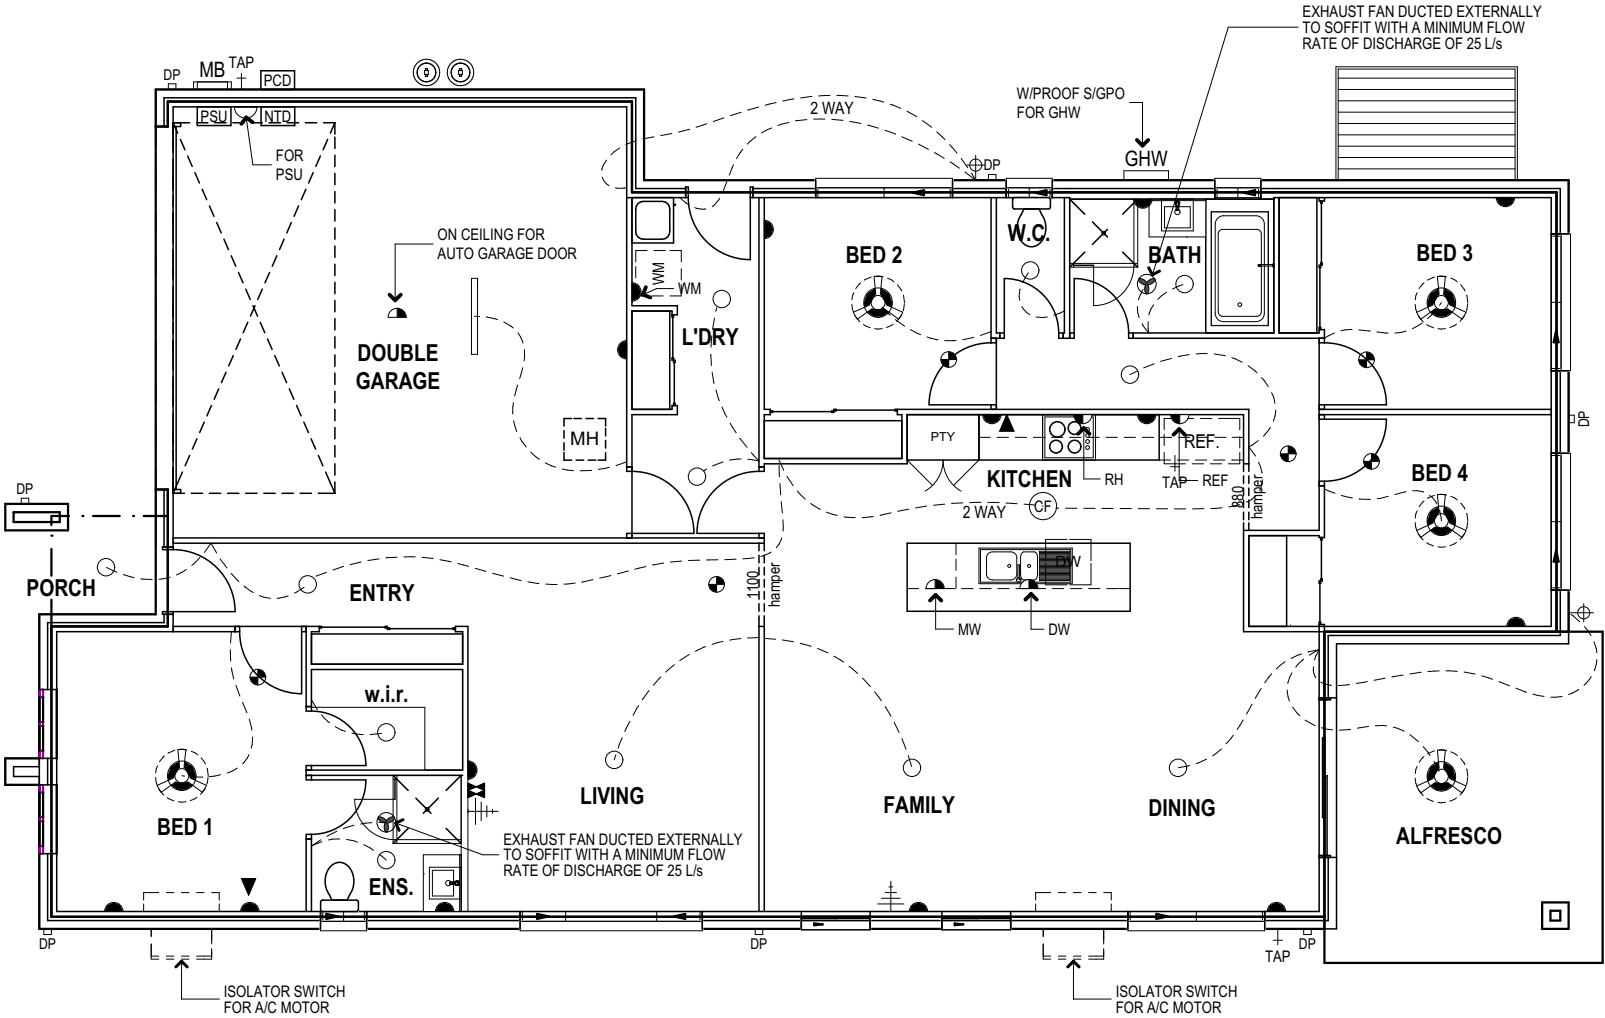 EXHAUST FAN DUCTED EXTERNALLY
TO SOFFIT WITH A MINIMUM FLOW
RATE OF DISCHARGE OF 25 L/s
DP
MB
TAP
PCD
PSU
NTD
FOR
PSU
2 WAY
W/PROOF S/GPO
FOR GHW
GHW
DP
ON CEILING FOR
AUTO GARAGE DOOR
WM
WM
DOUBLE
GARAGE
L'DRY
MH
BED 2
W.C.
BATH
BED 3
DP
PTY
KITCHEN
2 WAY
CF
RH
REF.
TAP
REF
880
hamper
BED 4
DP
PORCH
ENTRY
1100
hamper
DW
MW
DW
w.i.r.
BED 1
LIVING
FAMILY
DINING
ALFRESCO
EXHAUST FAN DUCTED EXTERNALLY
TO SOFFIT WITH A MINIMUM FLOW
RATE OF DISCHARGE OF 25 L/s
ENS.
DP
DP
TAP
DP
ISOLATOR SWITCH
FOR A/C MOTOR
ISOLATOR SWITCH
FOR A/C MOTOR